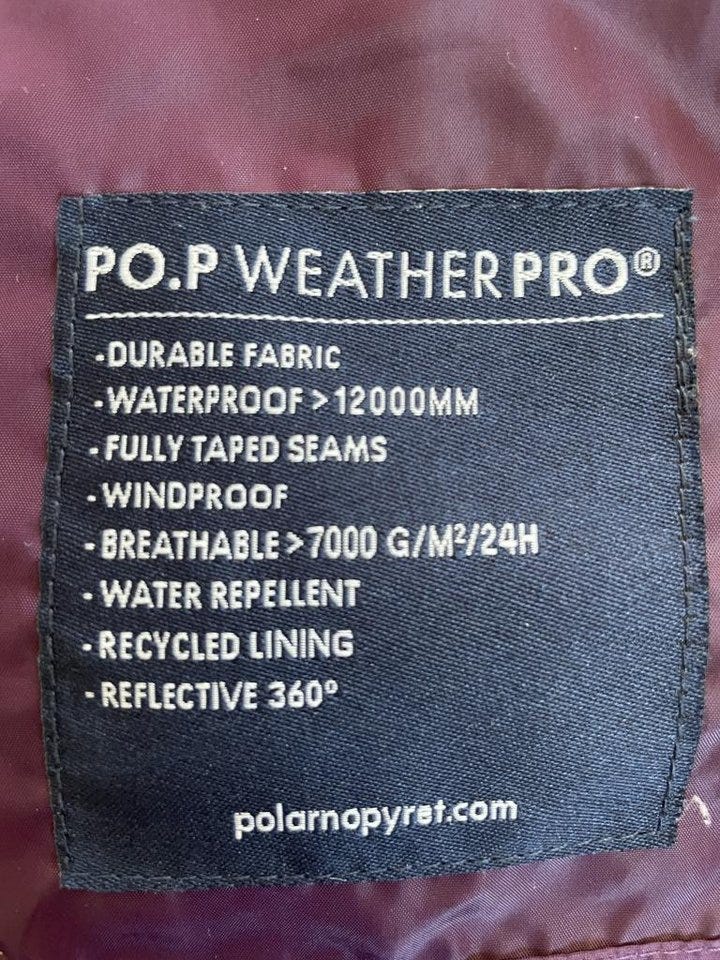 PO.P WEATHERPRO®
-DURABLE FABRIC
-WATERPROOF >12000MM
-FULLY TAPED SEAMS
-WINDPROOF
-BREATHABLE >7000 G/M²/24H
-WATER REPELLENT
-RECYCLED LINING
-REFLECTIVE 360°
polarnopyret.com